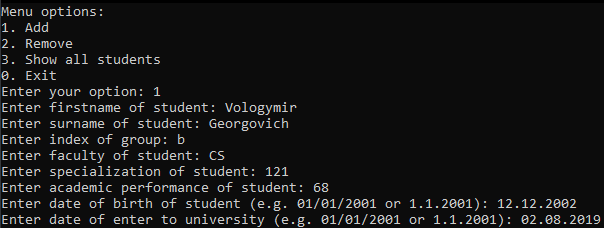 Menu options:
1. Add
2. Remove
3. Show all students
0. Exit
Enter your option: 1
Enter firstname of student: Vologymir
Enter surname of student: Georgovich
Enter index of group: b
Enter faculty of student: CS
Enter specialization of student: 121
Enter academic performance of student: 68
Enter date of birth of student (e.g. 01/01/2001 or 1.1.2001): 12.12.2002
Enter date of enter to university (e.g. 01/01/2001 or 1.1.2001): 02.08.2019